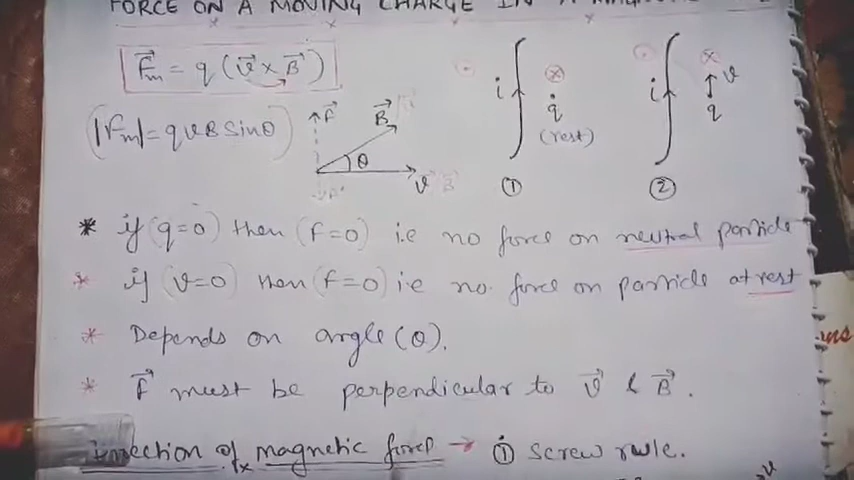 FORCE ON A MOVING CHARGE IN A
F⃗m = q (v⃗ × B⃗)
|Fm| = qvB sinθ
F⃗
B⃗
θ
v⃗
i
q
(rest)
①
i
v
q
②
* if (q=0) then (f=0) i.e no force on neutral particle
* if (v=0) then (f=0) i.e no force on particle at rest
* Depends on angle (θ).
* F⃗ must be perpendicular to v⃗ & B⃗.
Direction of magnetic force → ① screw rule.
v